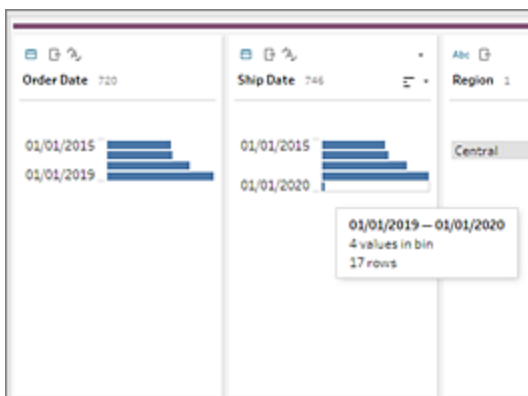 Order Date 720
Ship Date 746
Abc
Region 1
01/01/2015
01/01/2019
01/01/2015
01/01/2020
Central
01/01/2019 — 01/01/2020
4 values in bin
17 rows